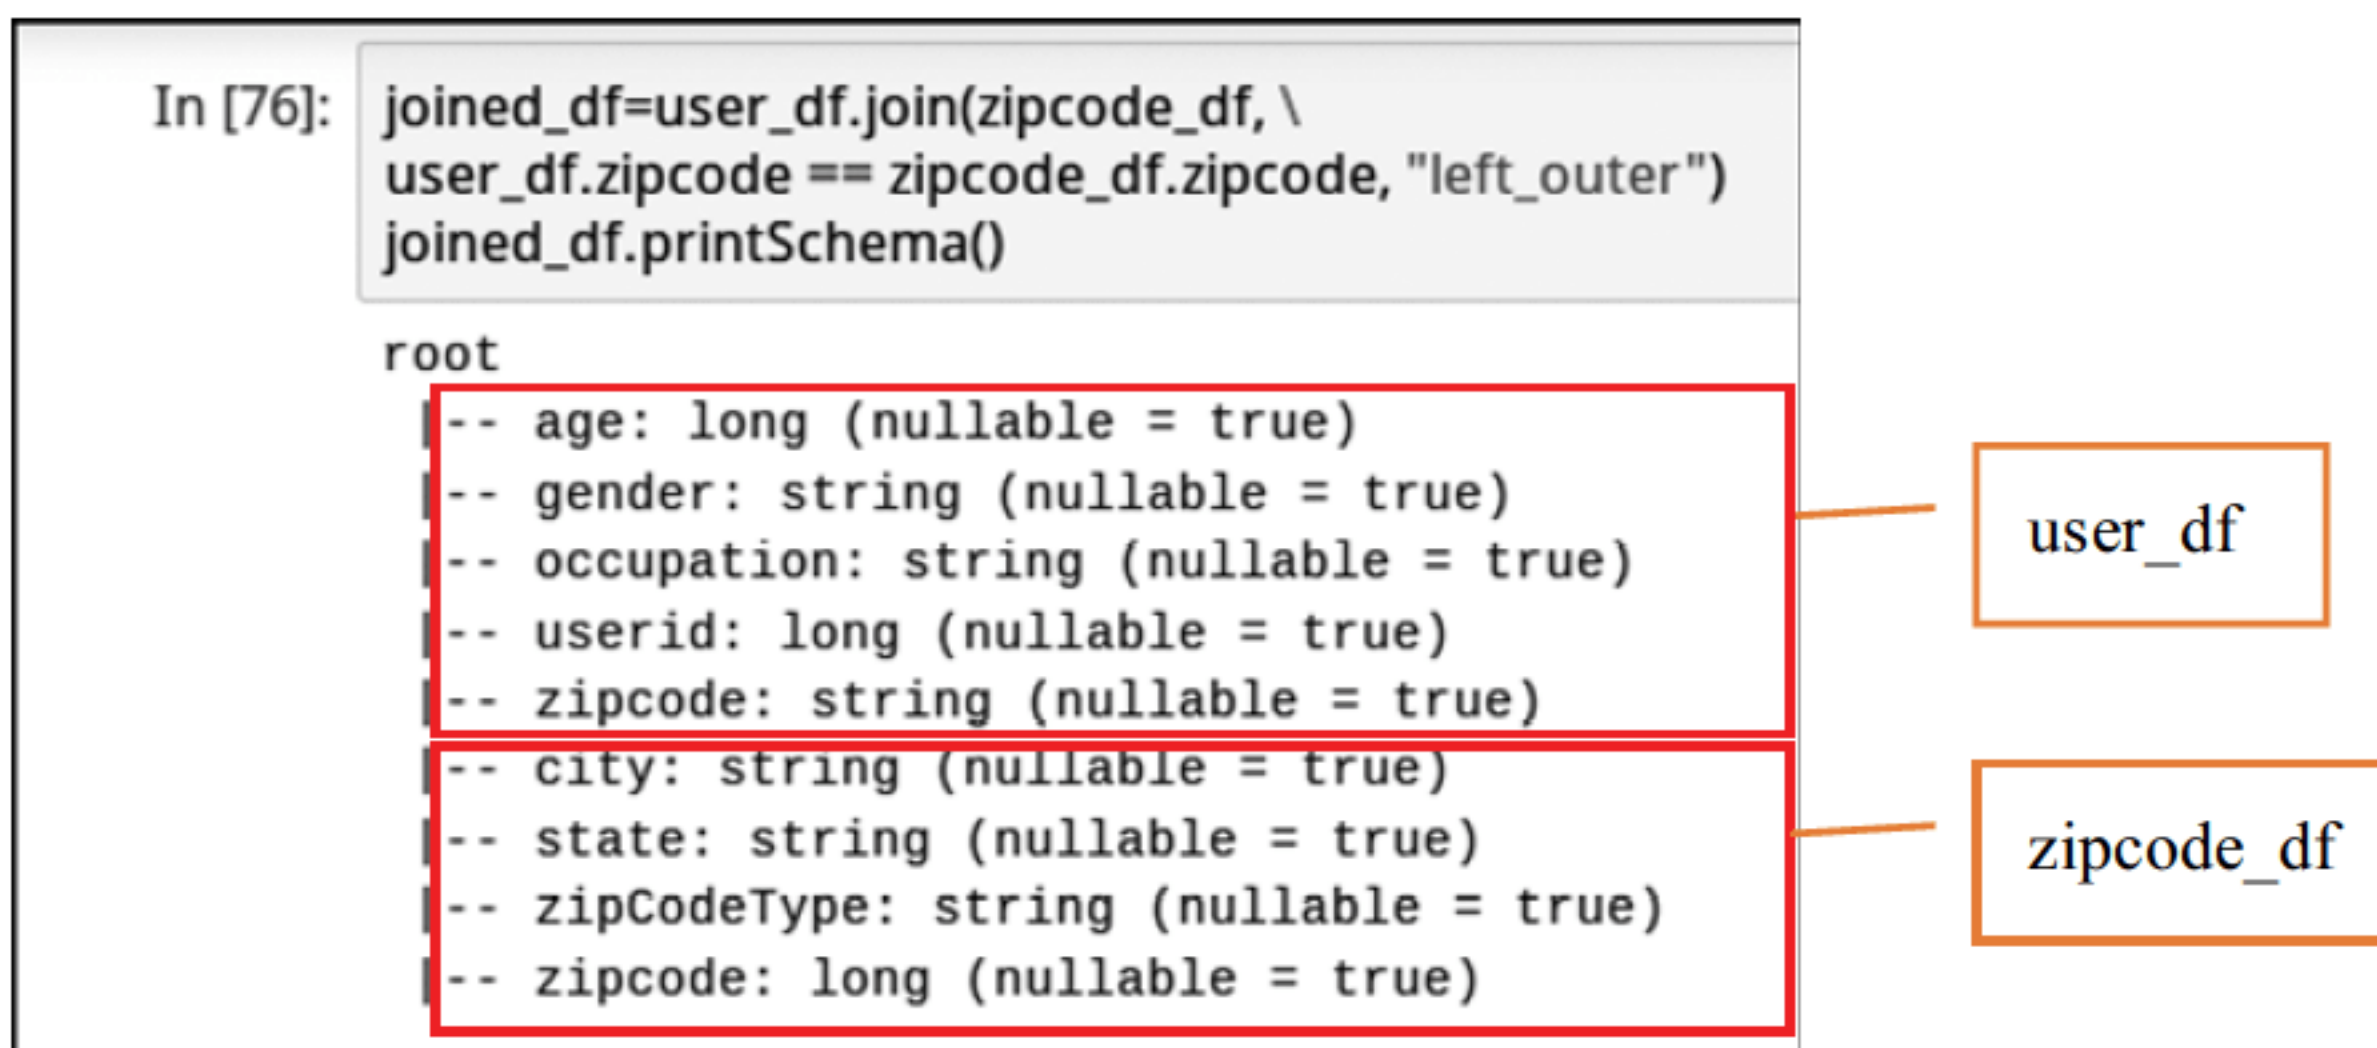 In [76]: joined_df=user_df.join(zipcode_df, \
user_df.zipcode == zipcode_df.zipcode, "left_outer")
joined_df.printSchema()
root
|-- age: long (nullable = true)
|-- gender: string (nullable = true)
|-- occupation: string (nullable = true)
|-- userid: long (nullable = true)
|-- zipcode: string (nullable = true)
|-- city: string (nullable = true)
|-- state: string (nullable = true)
|-- zipCodeType: string (nullable = true)
|-- zipcode: long (nullable = true)
user_df
zipcode_df